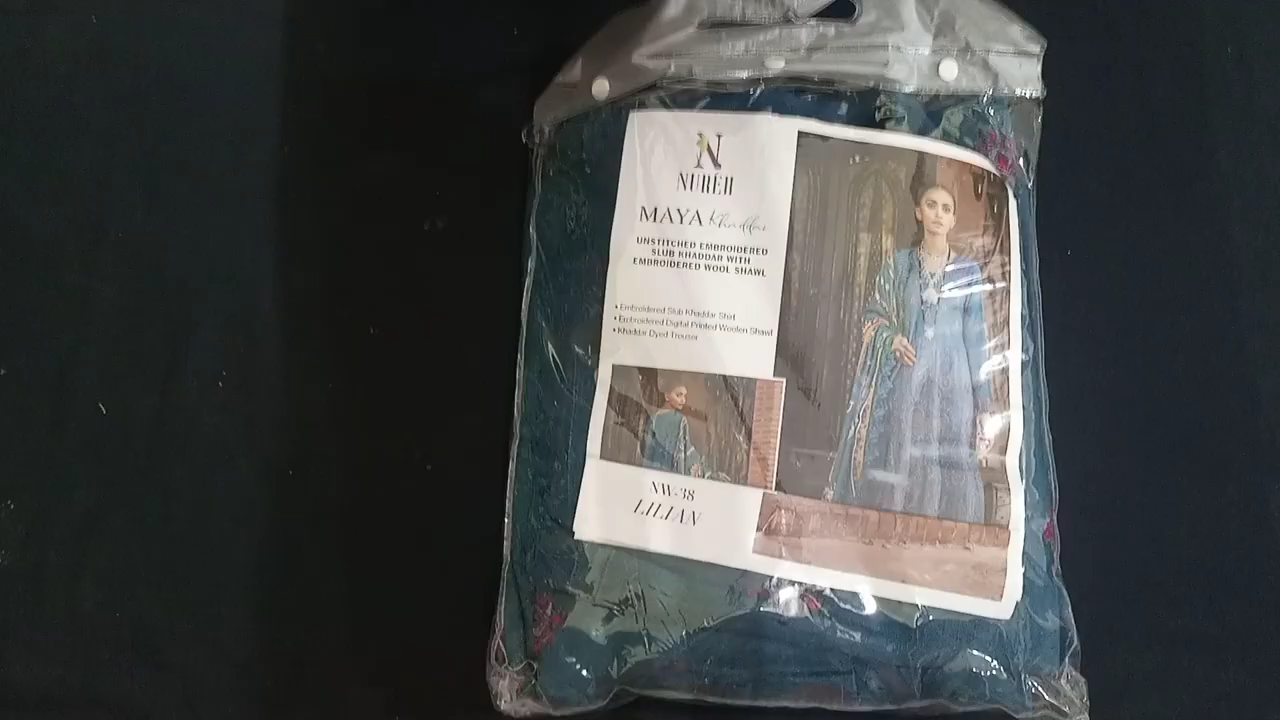 N
NURÉH
MAYA Khaddar
UNSTITCHED EMBROIDERED
SLUB KHADDAR WITH
EMBROIDERED WOOL SHAWL
• Embroidered Slub Khaddar Shirt
• Embroidered Digital Printed Woolen Shawl
• Khaddar Dyed Trouser
NW-38
LILIAN